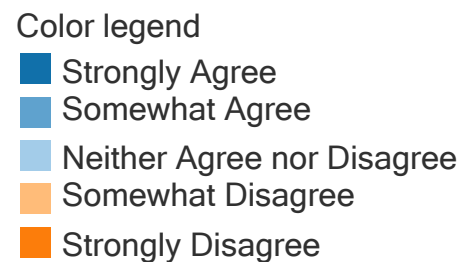 Color legend
Strongly Agree
Somewhat Agree
Neither Agree nor Disagree
Somewhat Disagree
Strongly Disagree